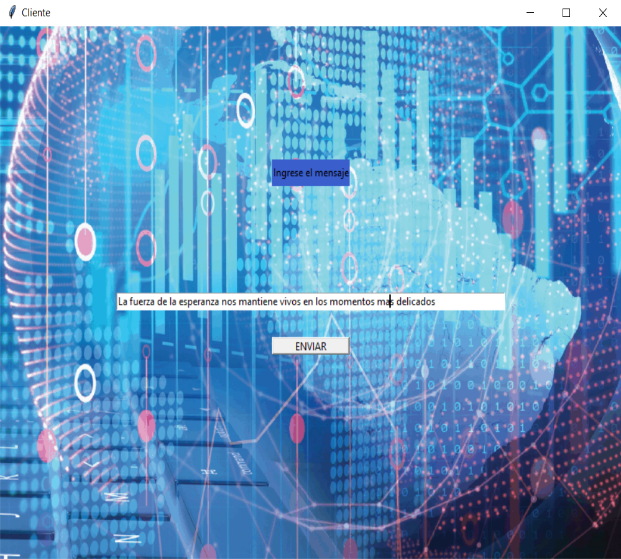 Cliente
Ingrese el mensaje
La fuerza de la esperanza nos mantiene vivos en los momentos mas delicados
ENVIAR